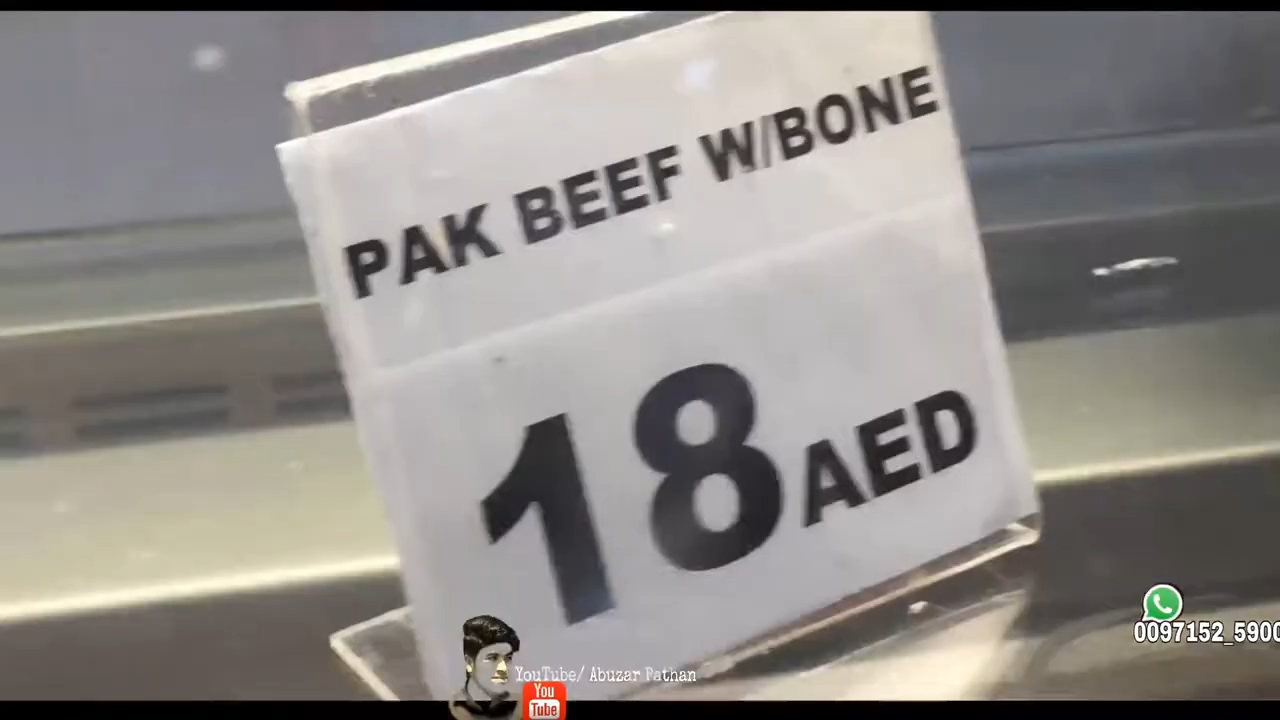 PAK BEEF W/BONE
18 AED
YouTube/ Abuzar Pathan
You
Tube
0097152_5900